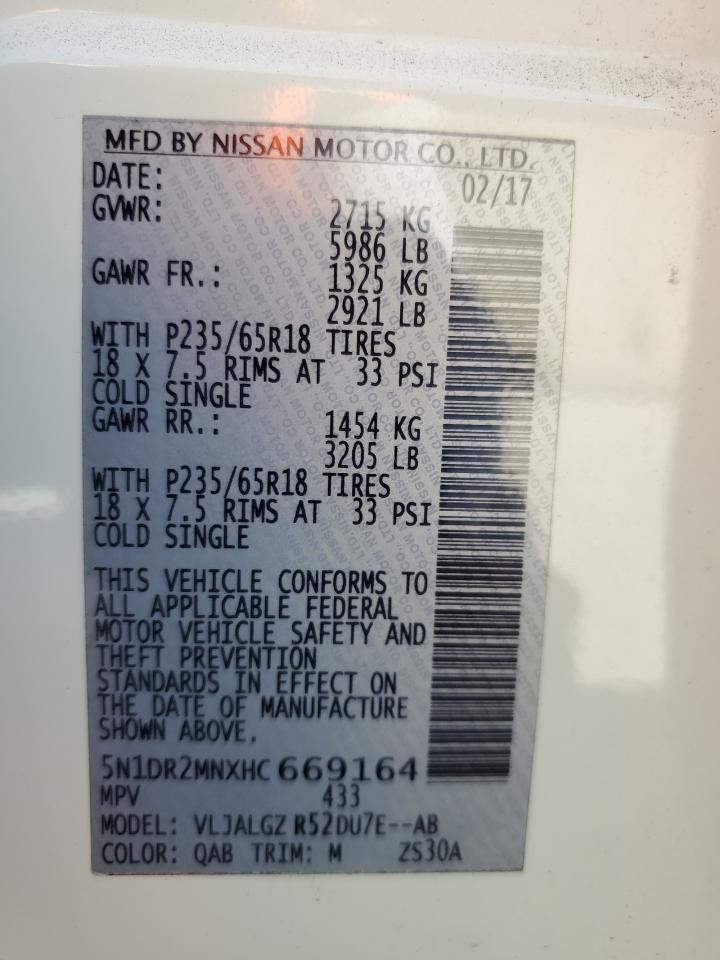 MFD BY NISSAN MOTOR CO., LTD.
DATE: 02/17
GVWR: 2715 KG
5986 LB
GAWR FR.: 1325 KG
2921 LB
WITH P235/65R18 TIRES
18 X 7.5 RIMS AT 33 PSI
COLD SINGLE
GAWR RR.: 1454 KG
3205 LB
WITH P235/65R18 TIRES
18 X 7.5 RIMS AT 33 PSI
COLD SINGLE
THIS VEHICLE CONFORMS TO
ALL APPLICABLE FEDERAL
MOTOR VEHICLE SAFETY AND
THEFT PREVENTION
STANDARDS IN EFFECT ON
THE DATE OF MANUFACTURE
SHOWN ABOVE.
5N1DR2MNXHC669164
MPV 433
MODEL: VLJALGZ R52DU7E--AB
COLOR: QAB TRIM: M ZS30A